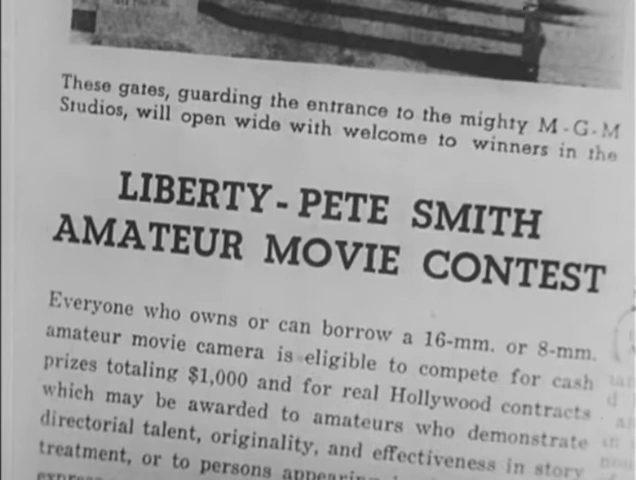 These gates, guarding the entrance to the mighty M-G-M
Studios, will open wide with welcome to winners in the
LIBERTY-PETE SMITH
AMATEUR MOVIE CONTEST
Everyone who owns or can borrow a 16-mm. or 8-mm.
amateur movie camera is eligible to compete for cash
prizes totaling $1,000 and for real Hollywood contracts
which may be awarded to amateurs who demonstrate
directorial talent, originality, and effectiveness in story
treatment, or to persons appearing